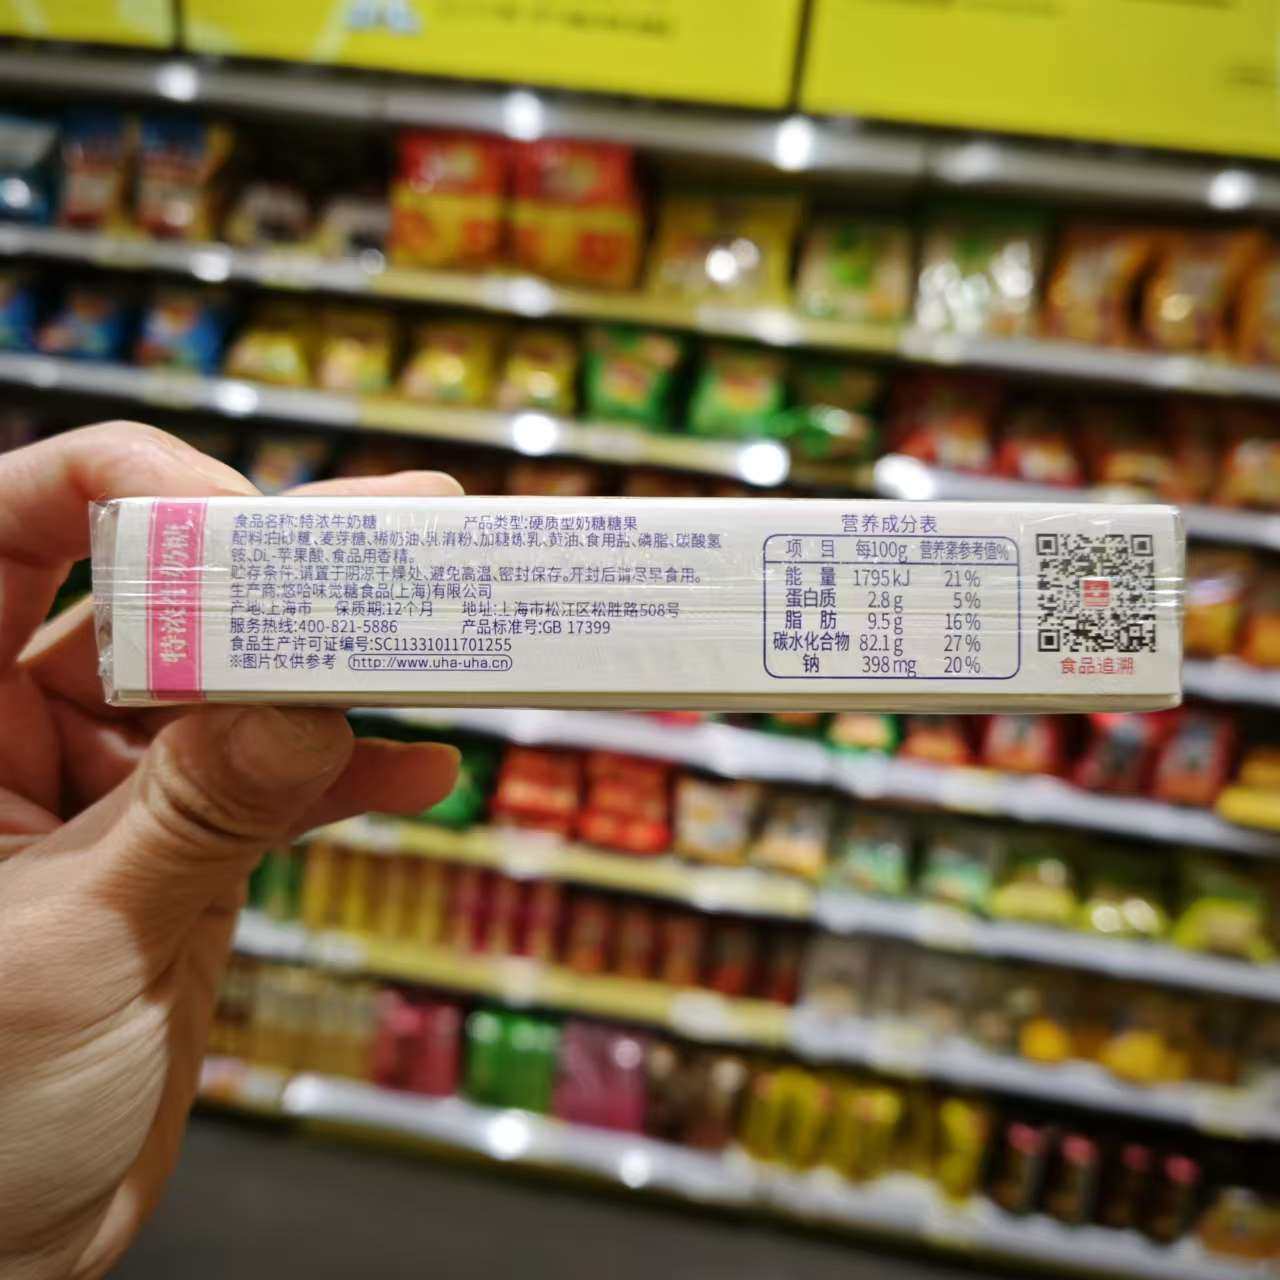 特浓牛奶糖
食品名称:特浓牛奶糖 产品类型:硬质型奶糖糖果
配料:白砂糖、麦芽糖、稀奶油、乳清粉、加糖炼乳、黄油、食用盐、磷脂、碳酸氢
铵、DL-苹果酸、食品用香精。
贮存条件:请置于阴凉干燥处、避免高温、密封保存。开封后请尽早食用。
生产商:悠哈味觉糖食品(上海)有限公司
产地:上海市 保质期:12个月 地址:上海市松江区松胜路508号
服务热线:400-821-5886 产品标准号:GB 17399
食品生产许可证编号:SC11331011701255
※图片仅供参考 http://www.uha-uha.cn
营养成分表
项 目 每100g 营养素参考值%
能 量 1795kJ 21%
蛋白质 2.8g 5%
脂 肪 9.5g 16%
碳水化合物 82.1g 27%
钠 398mg 20%
食品追溯